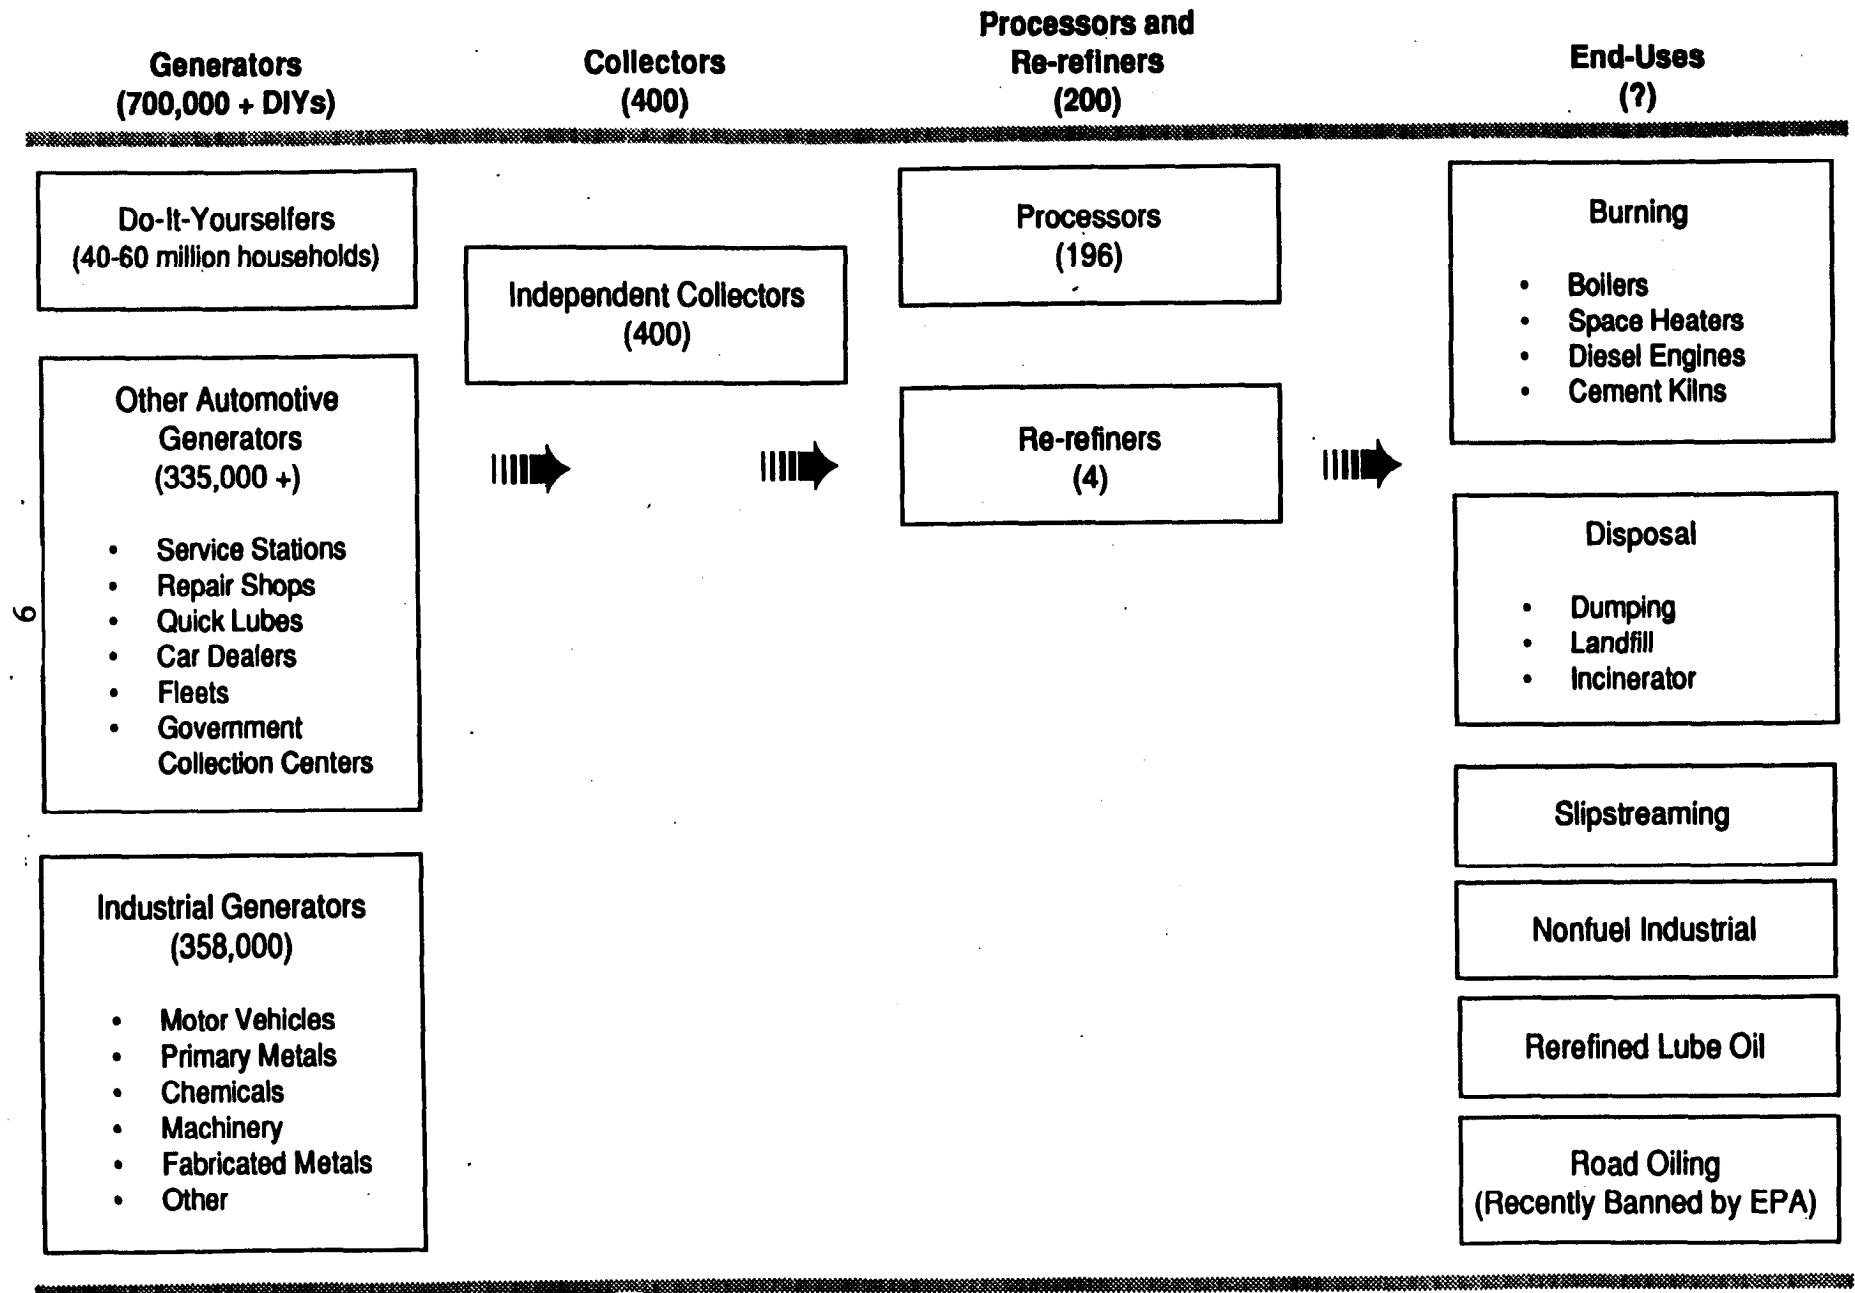 Generators
(700,000 + DIYs)
Collectors
(400)
Processors and
Re-refiners
(200)
End-Uses
(?)
Do-It-Yourselfers
(40-60 million households)
Other Automotive
Generators
(335,000 +)
• Service Stations
• Repair Shops
• Quick Lubes
• Car Dealers
• Fleets
• Government
Collection Centers
Industrial Generators
(358,000)
• Motor Vehicles
• Primary Metals
• Chemicals
• Machinery
• Fabricated Metals
• Other
Independent Collectors
(400)
Processors
(196)
Re-refiners
(4)
Burning
• Boilers
• Space Heaters
• Diesel Engines
• Cement Kilns
Disposal
• Dumping
• Landfill
• Incinerator
Slipstreaming
Nonfuel Industrial
Rerefined Lube Oil
Road Oiling
(Recently Banned by EPA)
6